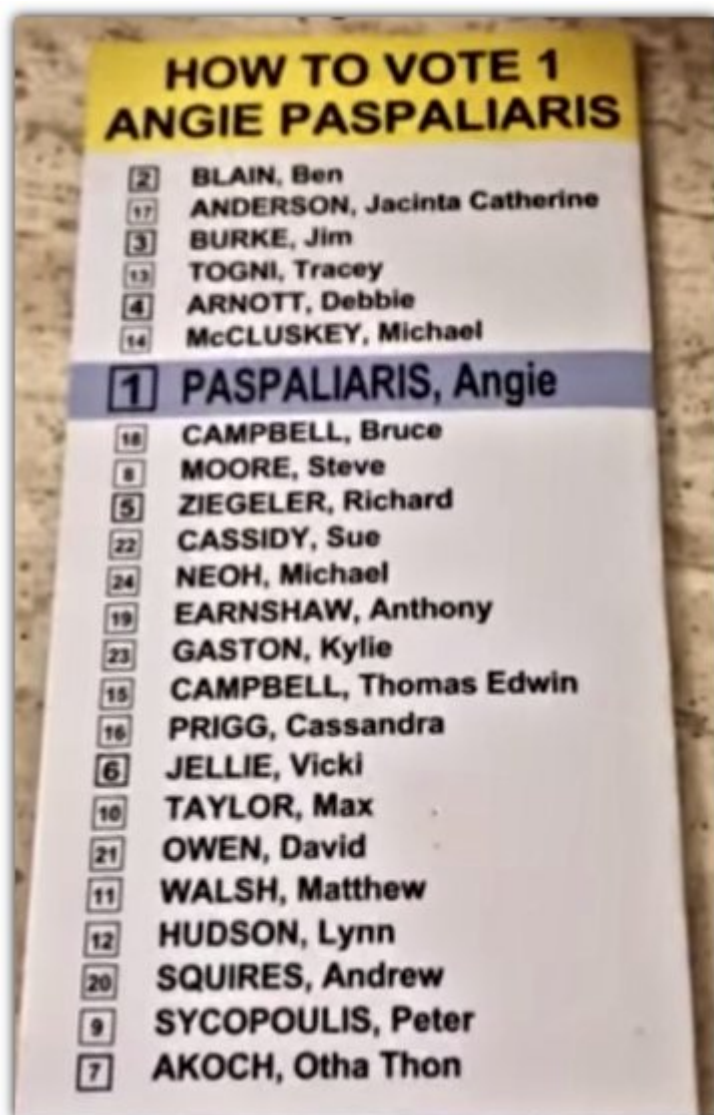 HOW TO VOTE 1
ANGIE PASPALIARIS
2 BLAIN, Ben
17 ANDERSON, Jacinta Catherine
3 BURKE, Jim
13 TOGNI, Tracey
4 ARNOTT, Debbie
14 McCLUSKEY, Michael
1 PASPALIARIS, Angie
18 CAMPBELL, Bruce
8 MOORE, Steve
5 ZIEGELER, Richard
22 CASSIDY, Sue
24 NEOH, Michael
19 EARNSHAW, Anthony
23 GASTON, Kylie
15 CAMPBELL, Thomas Edwin
16 PRIGG, Cassandra
6 JELLIE, Vicki
10 TAYLOR, Max
21 OWEN, David
11 WALSH, Matthew
12 HUDSON, Lynn
20 SQUIRES, Andrew
9 SYCOPOULIS, Peter
7 AKOCH, Otha Thon